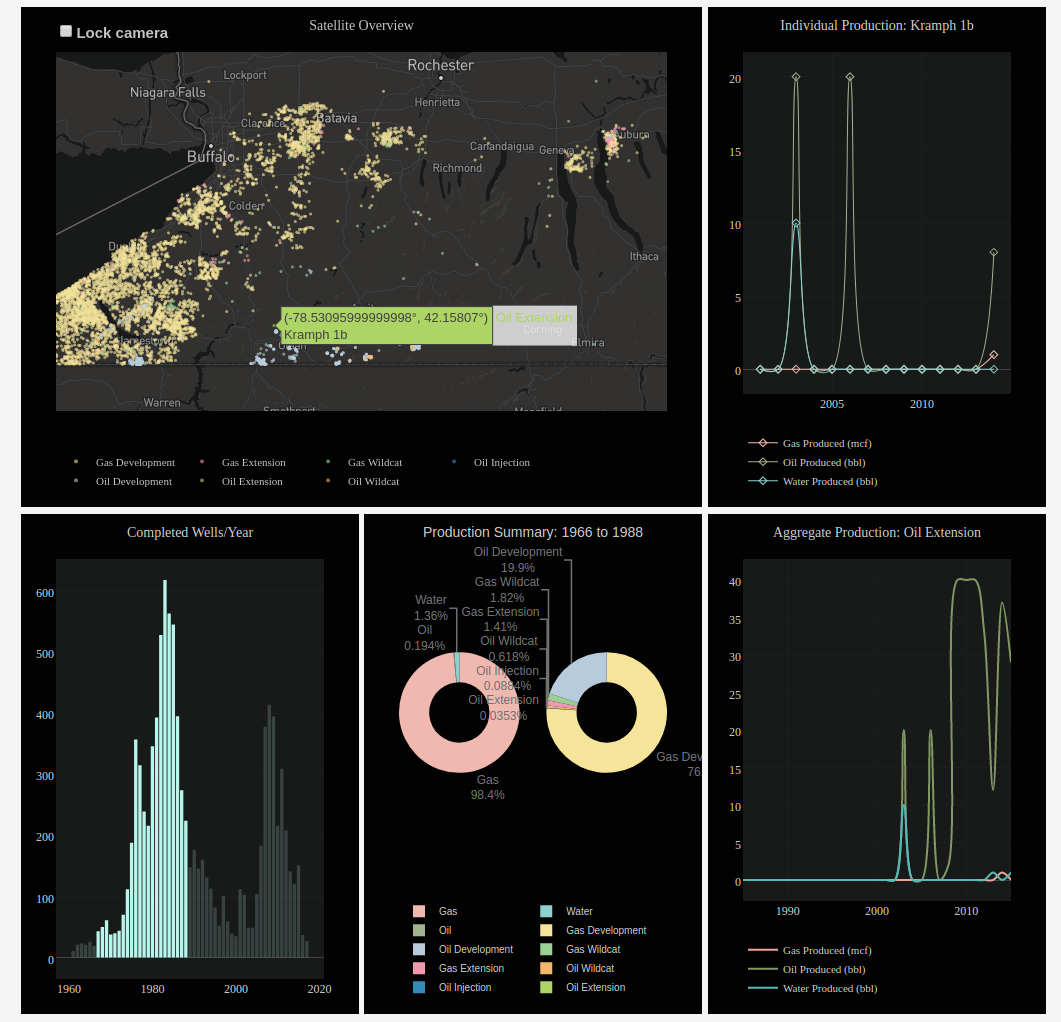 Lock camera
Satellite Overview
Rochester
Lockport
Niagara Falls
Henrietta
Clarence
Batavia
Auburn
Canandaigua
Geneva
Buffalo
Richmond
Colden
Ithaca
(-78.53095999999998°, 42.15807°)
Kramph 1b
Oil Extension
Corning
Jamestown
Elmira
Warren
Smethport
Mansfield
Gas Development
Gas Extension
Gas Wildcat
Oil Injection
Oil Development
Oil Extension
Oil Wildcat
Individual Production: Kramph 1b
20
15
10
5
0
2005
2010
Gas Produced (mcf)
Oil Produced (bbl)
Water Produced (bbl)
Completed Wells/Year
600
500
400
300
200
100
0
1960
1980
2000
2020
Production Summary: 1966 to 1988
Oil Development
19.9%
Gas Wildcat
1.82%
Water
1.36%
Gas Extension
1.41%
Oil
0.194%
Oil Wildcat
0.618%
Oil Injection
0.0884%
Oil Extension
0.0353%
Gas Dev
76.
Gas
98.4%
Gas
Water
Oil
Gas Development
Oil Development
Gas Wildcat
Gas Extension
Oil Wildcat
Oil Injection
Oil Extension
Aggregate Production: Oil Extension
40
35
30
25
20
15
10
5
0
1990
2000
2010
Gas Produced (mcf)
Oil Produced (bbl)
Water Produced (bbl)